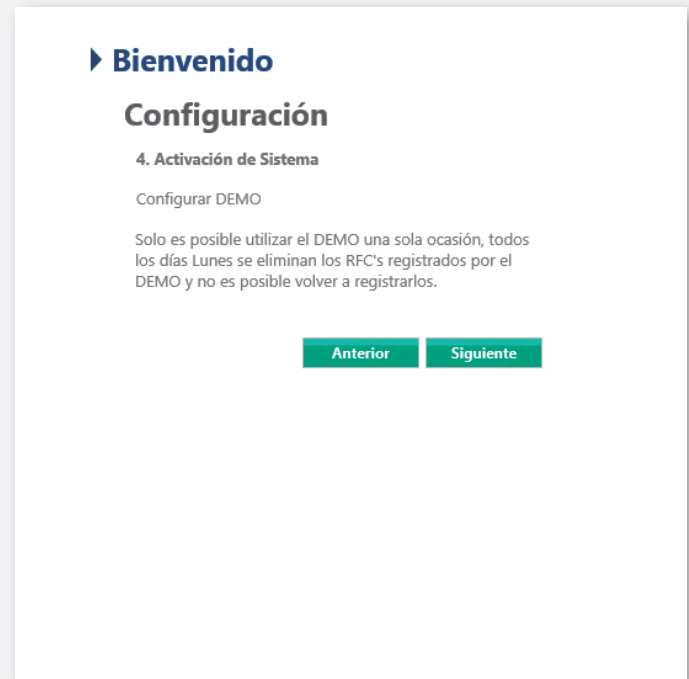 Bienvenido
Configuración
4. Activación de Sistema
Configurar DEMO
Solo es posible utilizar el DEMO una sola ocasión, todos
los días Lunes se eliminan los RFC's registrados por el
DEMO y no es posible volver a registrarlos.
Anterior Siguiente